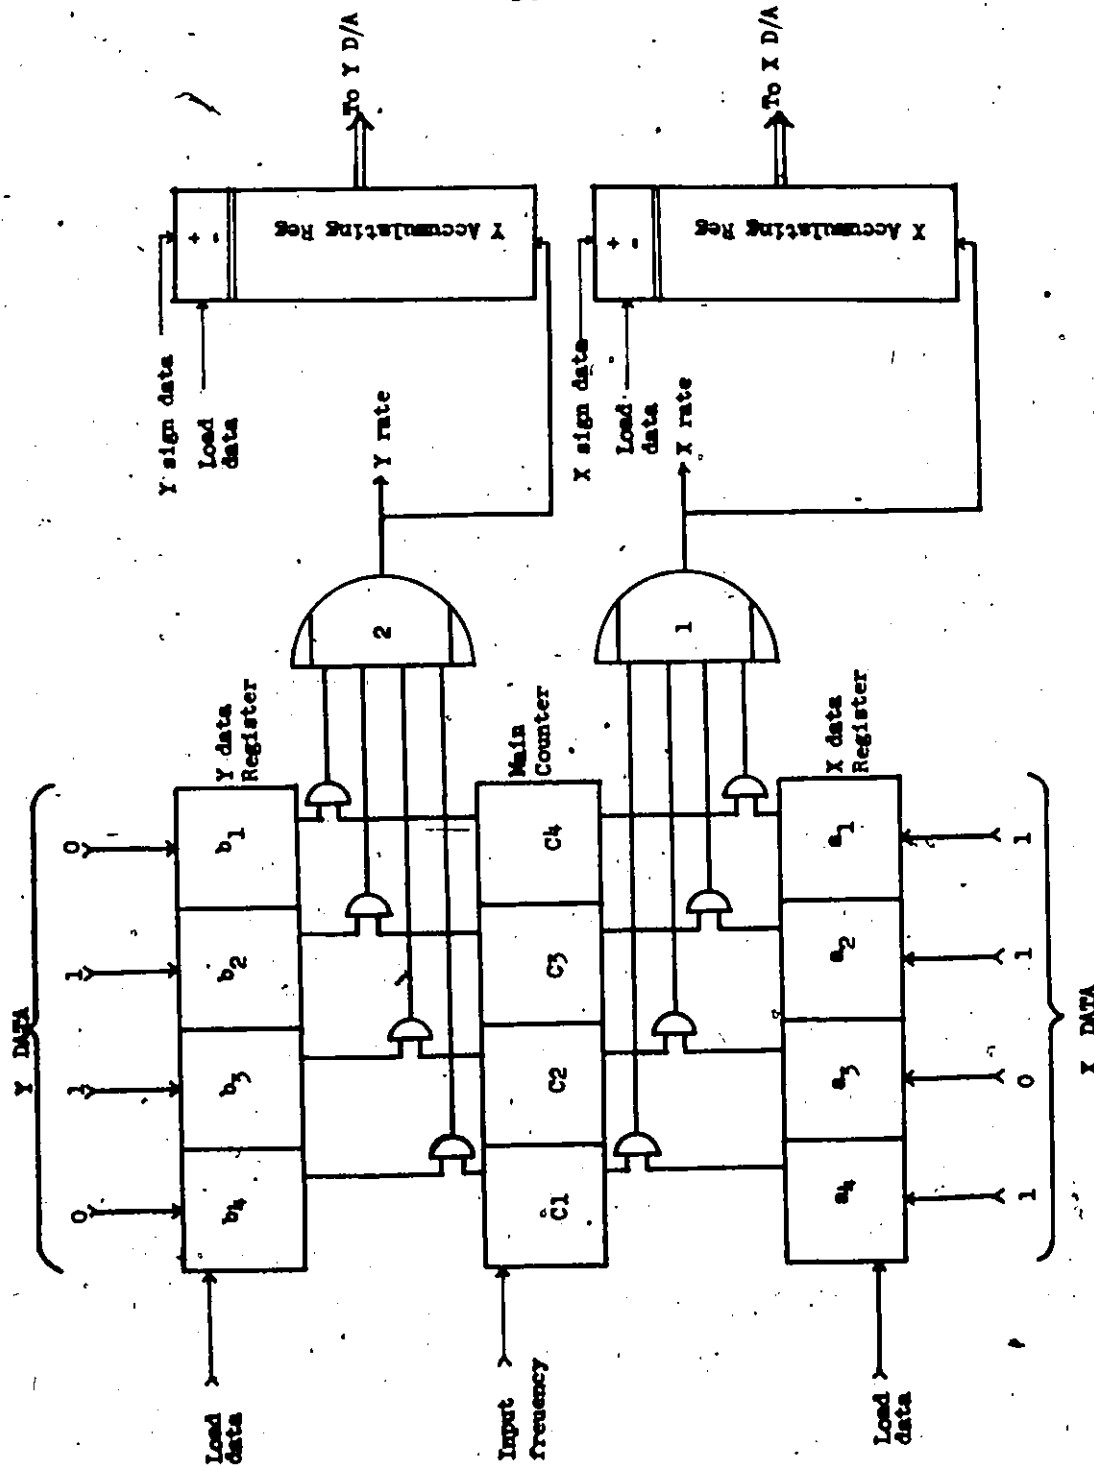 Y DATA
0 1 1 0
Load
data
b4 b3 b2 b1
Y data
Register
2
Y rate
Y sign data
Load
data
+ -
Y Accumulating Reg
To Y D/A
Input
frequency
C1 C2 C3 C4
Main
Counter
1
X rate
X sign data
Load
data
+ -
X Accumulating Reg
To X D/A
Load
data
a4 a3 a2 a1
X data
Register
1 0 1 1
X DATA